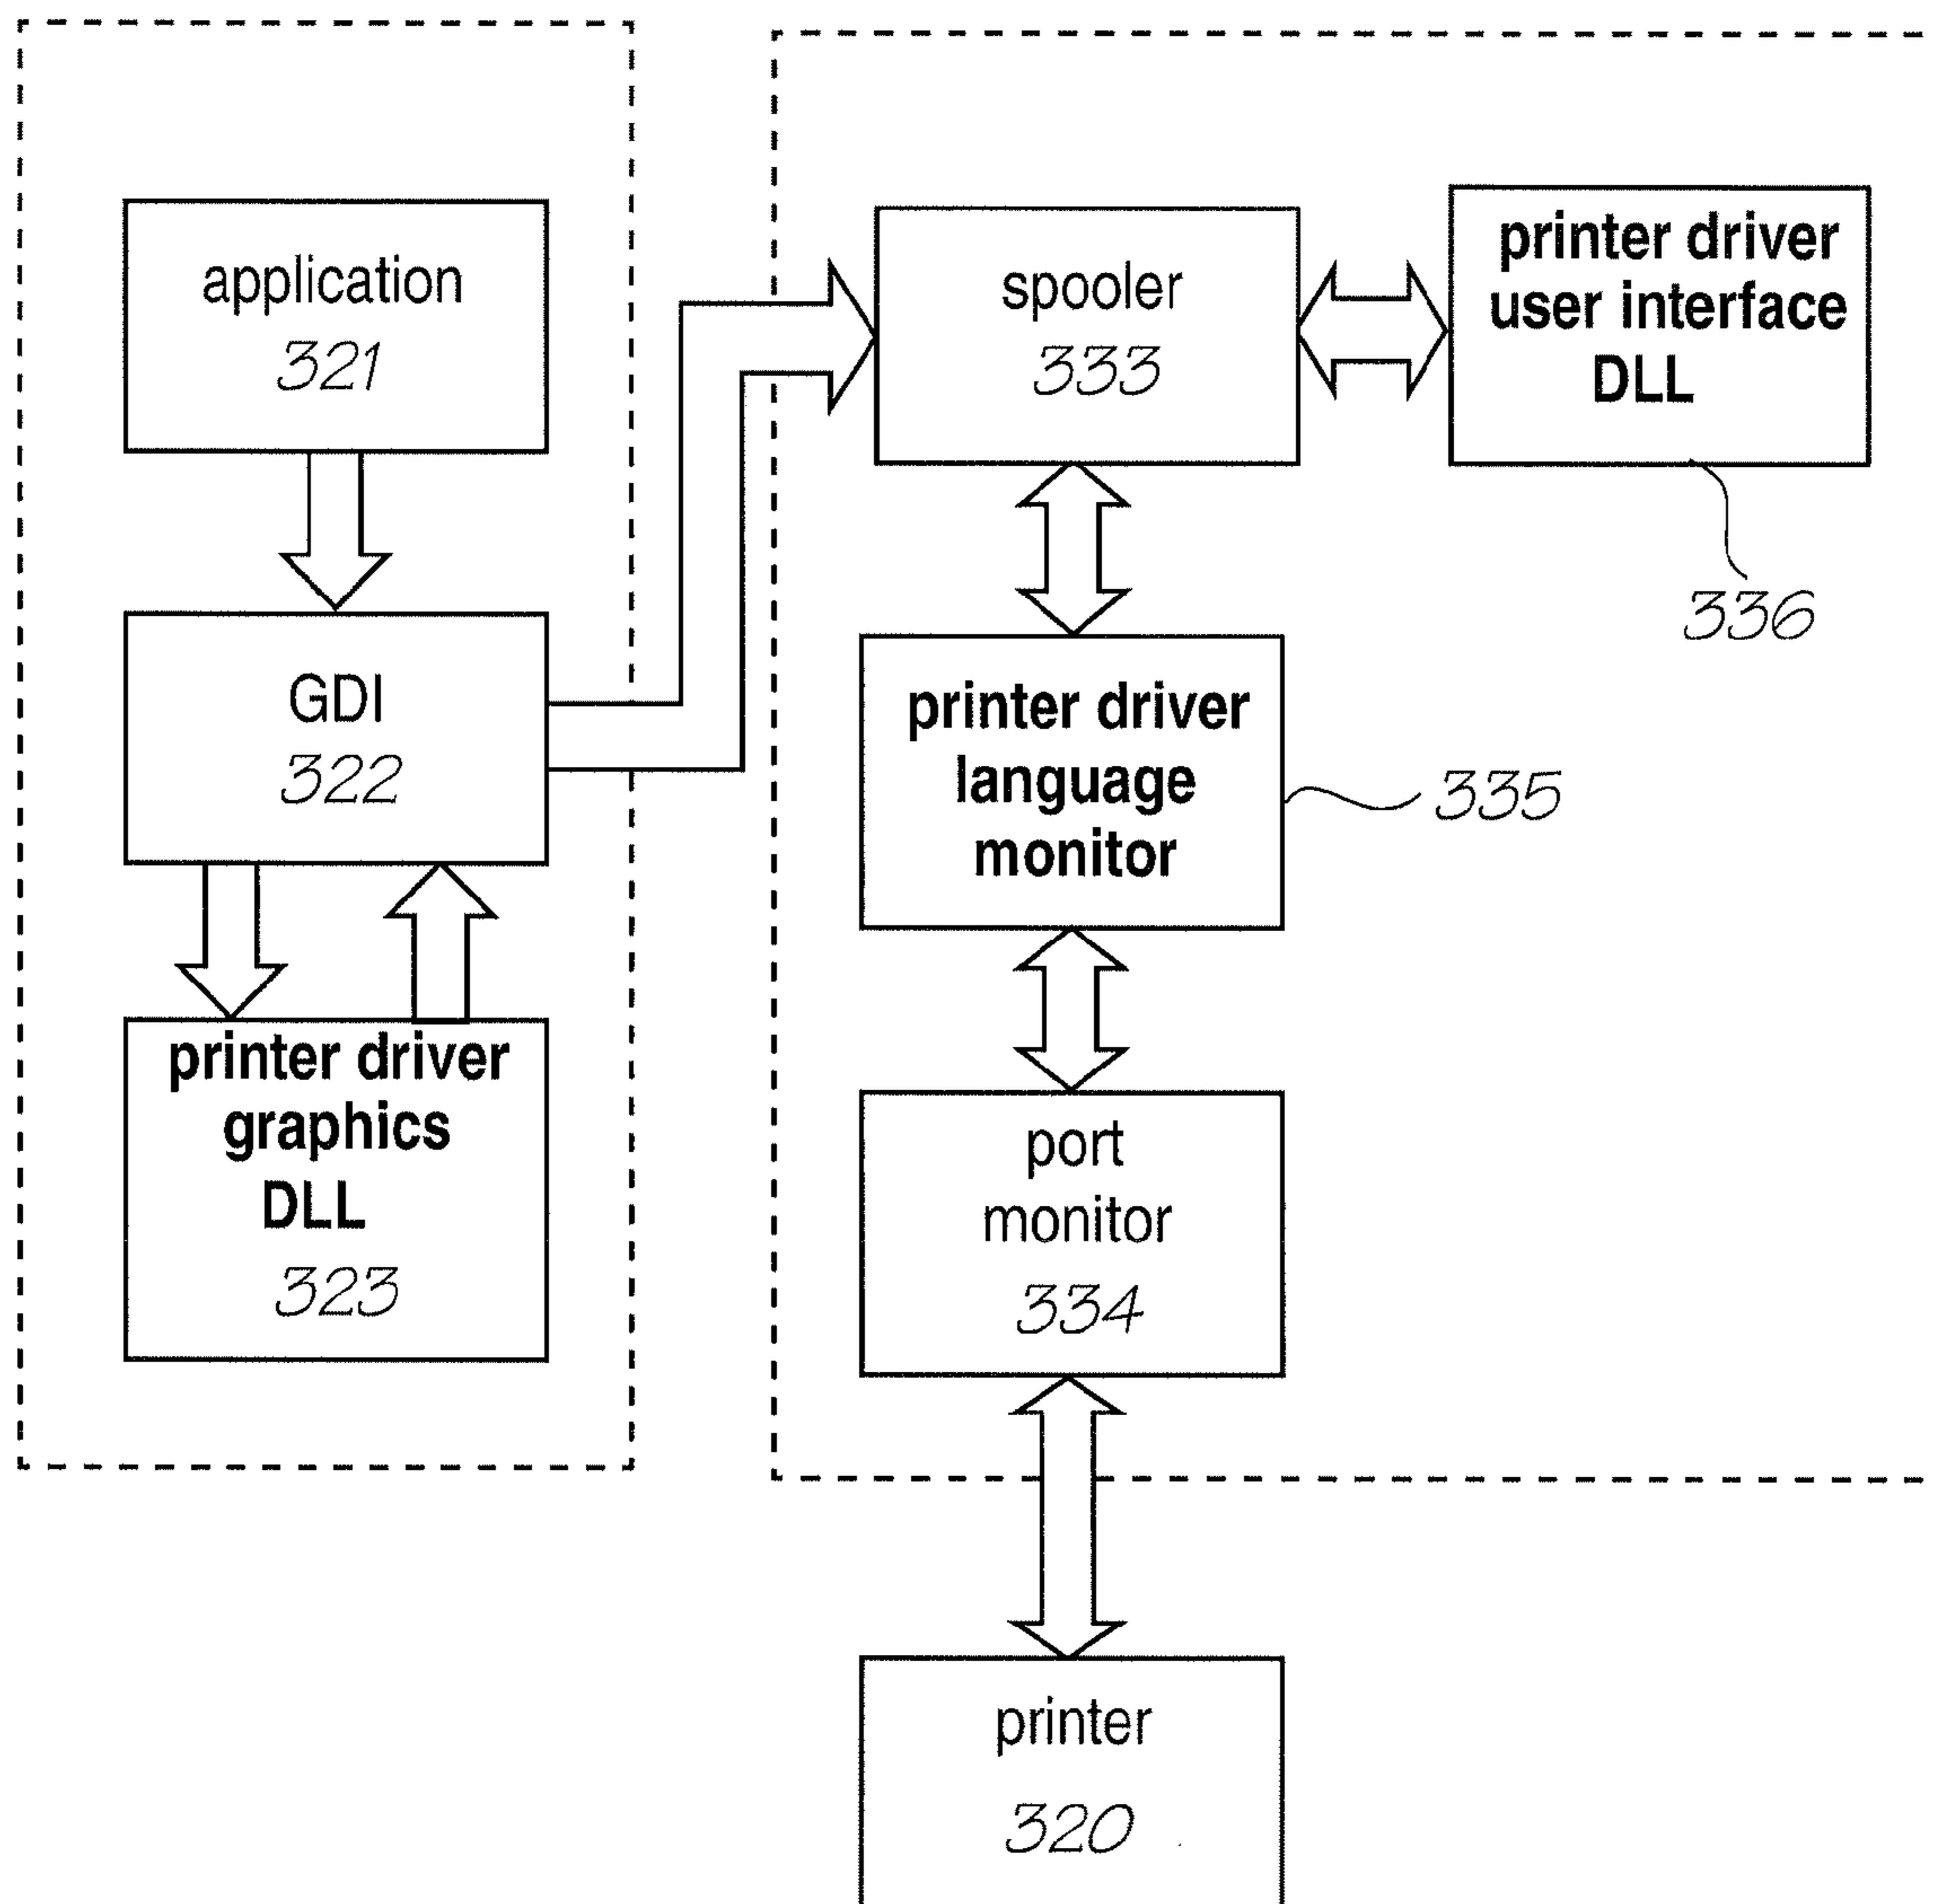 application
321
GDI
322
printer driver
graphics
DLL
323
spooler
333
printer driver
user interface
DLL
336
printer driver
language
monitor
335
port
monitor
334
printer
320